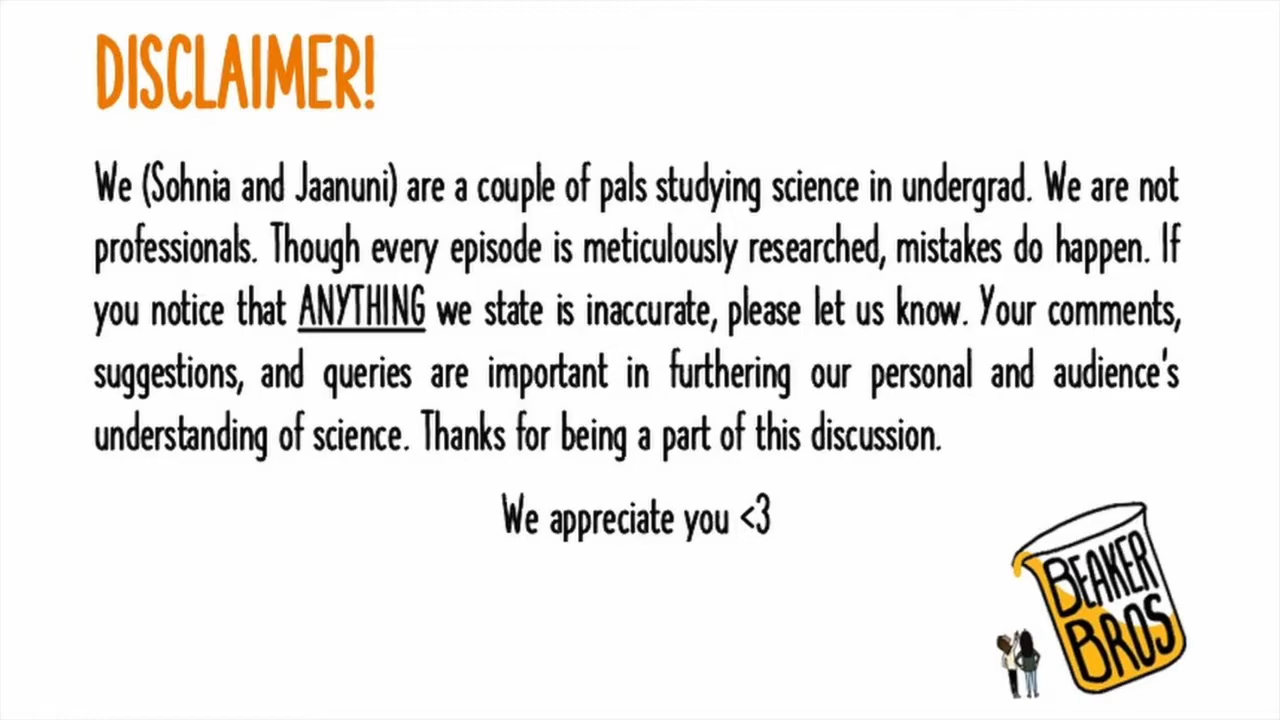 DISCLAIMER!
We (Sohnia and Jaanuni) are a couple of pals studying science in undergrad. We are not
professionals. Though every episode is meticulously researched, mistakes do happen. If
you notice that ANYTHING we state is inaccurate, please let us know. Your comments,
suggestions, and queries are important in furthering our personal and audience's
understanding of science. Thanks for being a part of this discussion.
We appreciate you <3
BEAKER
BROS